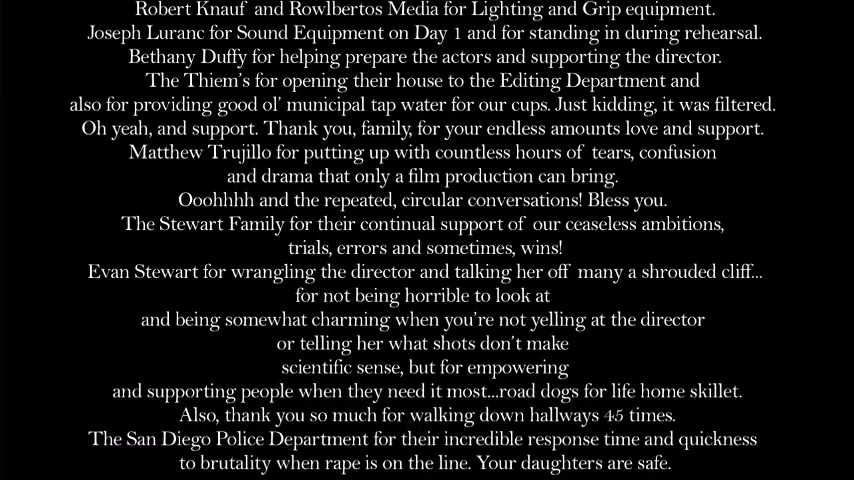 Robert Knauf and Rowlbertos Media for Lighting and Grip equipment.
Joseph Luranc for Sound Equipment on Day 1 and for standing in during rehearsal.
Bethany Duffy for helping prepare the actors and supporting the director.
The Thiem's for opening their house to the Editing Department and
also for providing good ol' municipal tap water for our cups. Just kidding, it was filtered.
Oh yeah, and support. Thank you, family, for your endless amounts love and support.
Matthew Trujillo for putting up with countless hours of tears, confusion
and drama that only a film production can bring.
Ooohhhh and the repeated, circular conversations! Bless you.
The Stewart Family for their continual support of our ceaseless ambitions,
trials, errors and sometimes, wins!
Evan Stewart for wrangling the director and talking her off many a shrouded cliff...
for not being horrible to look at
and being somewhat charming when you're not yelling at the director
or telling her what shots don't make
scientific sense, but for empowering
and supporting people when they need it most...road dogs for life home skillet.
Also, thank you so much for walking down hallways 45 times.
The San Diego Police Department for their incredible response time and quickness
to brutality when rape is on the line. Your daughters are safe.